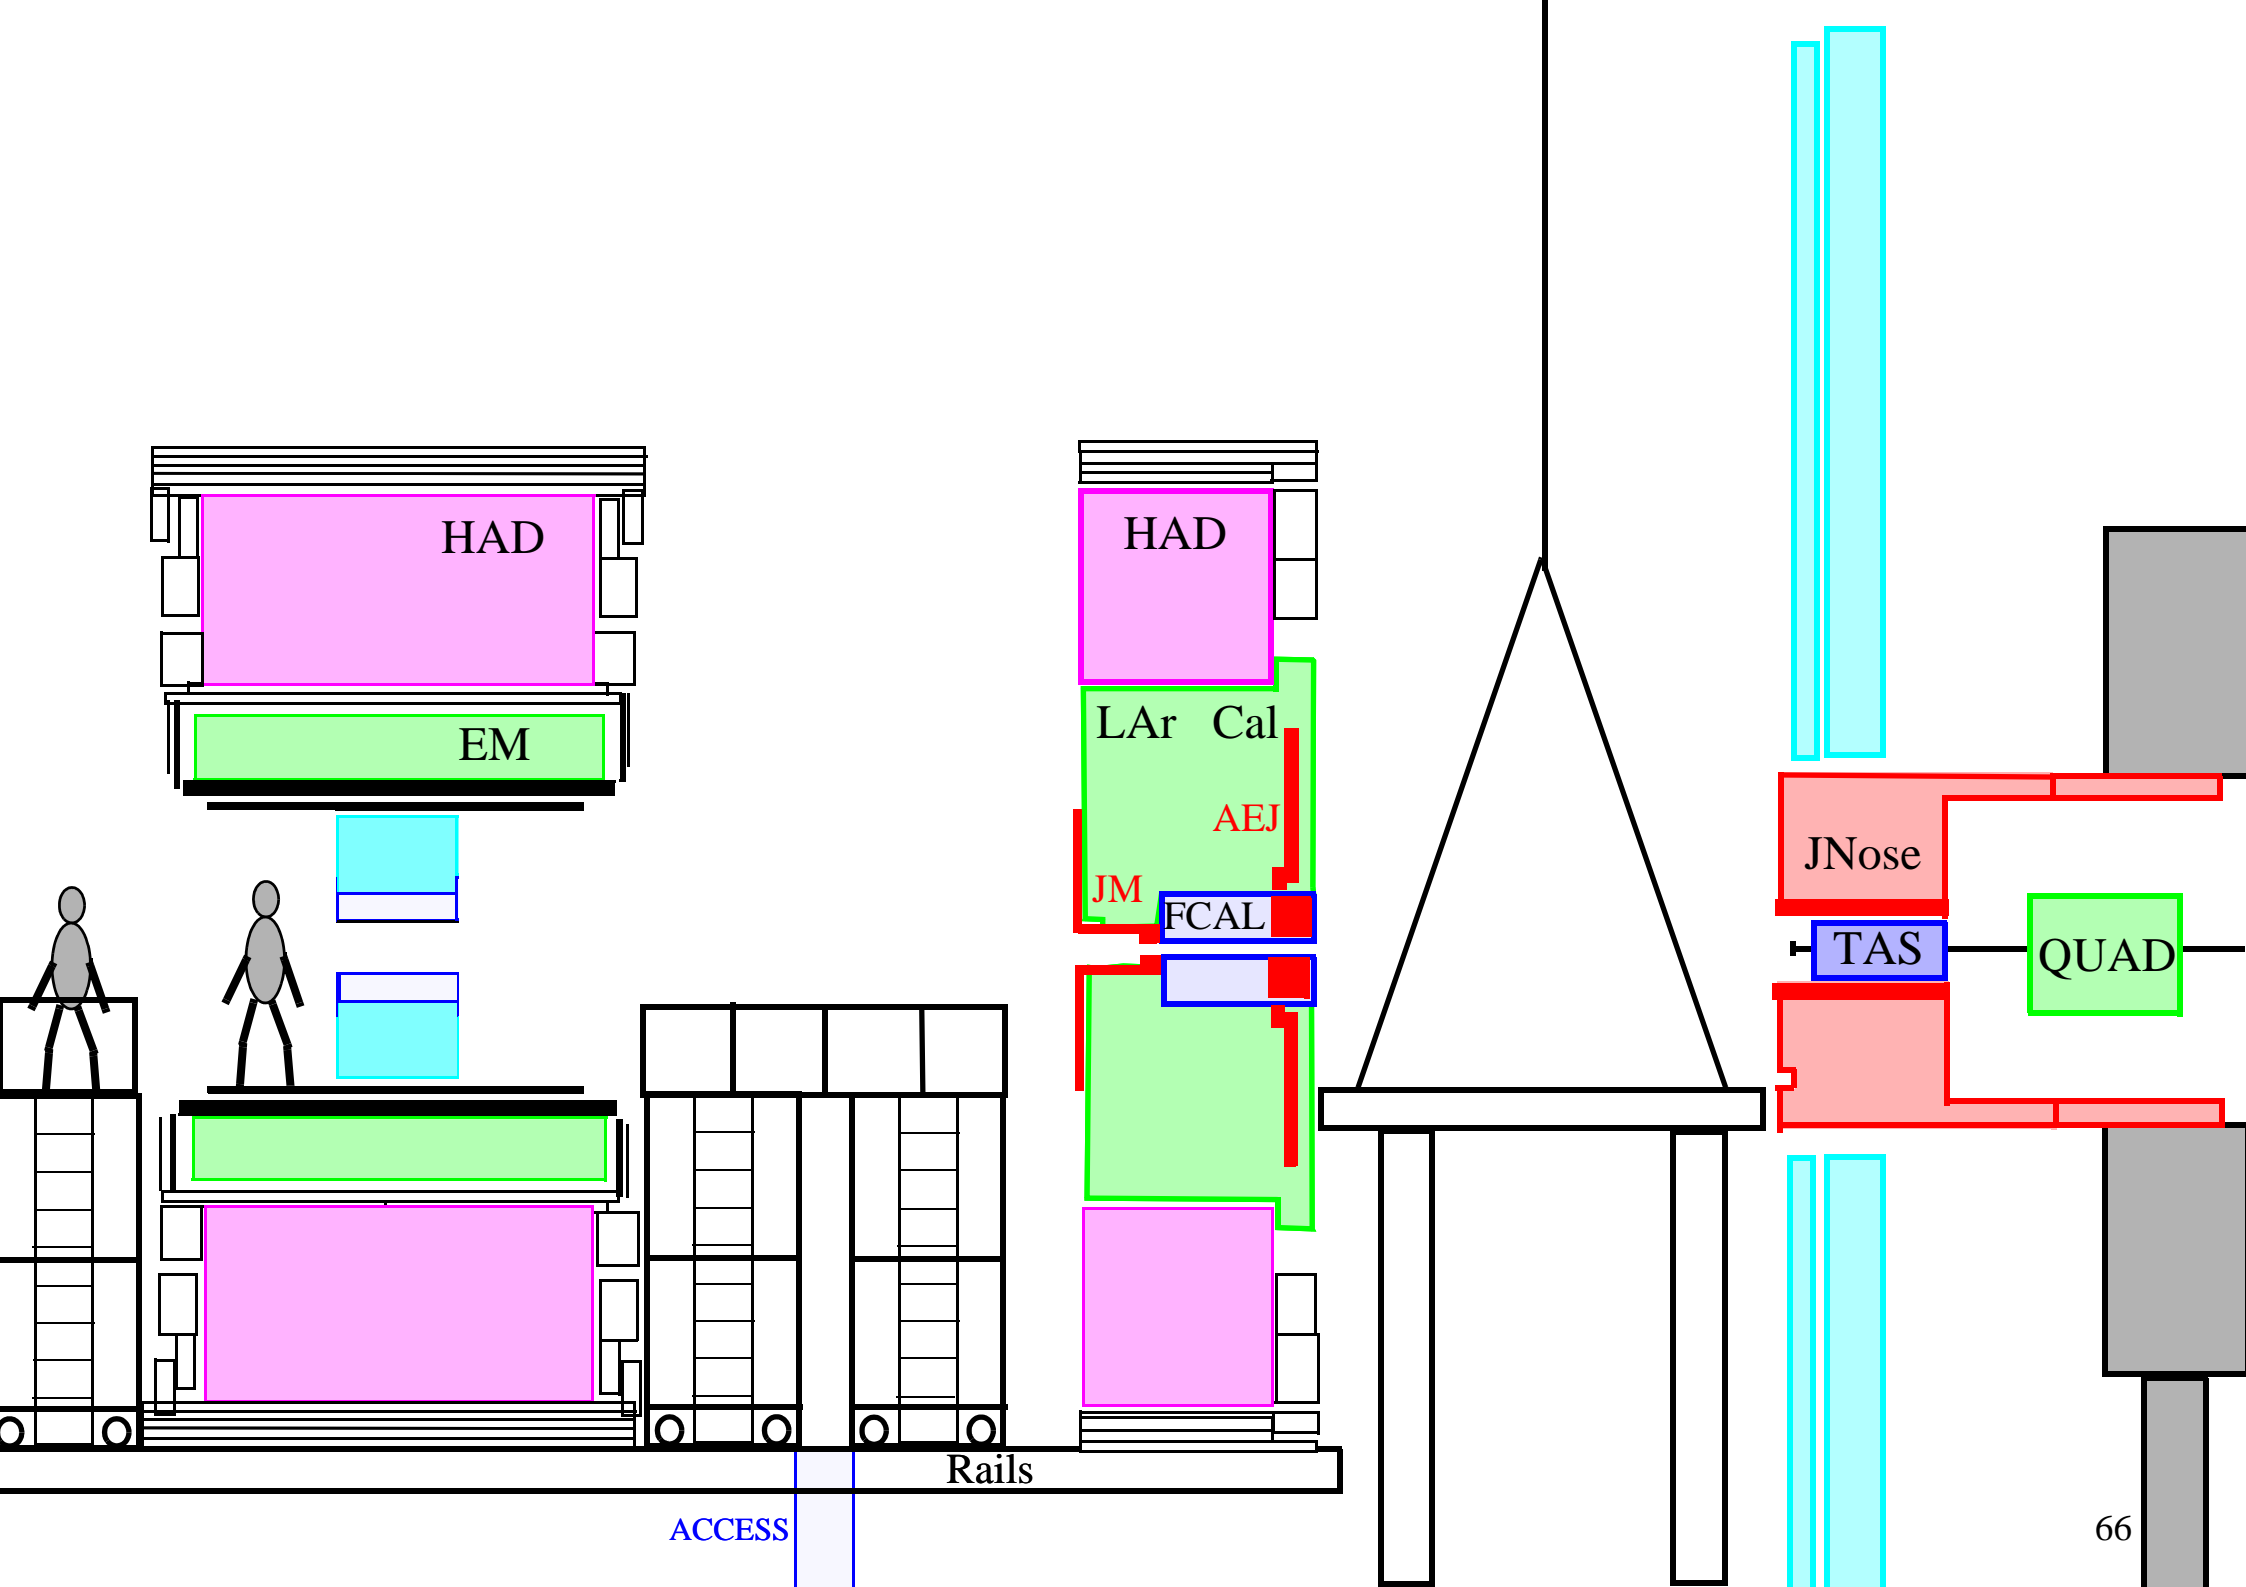 HAD
EM
HAD
LAr Cal
AEJ
JM
FCAL
JNose
TAS
QUAD
Rails
ACCESS
66